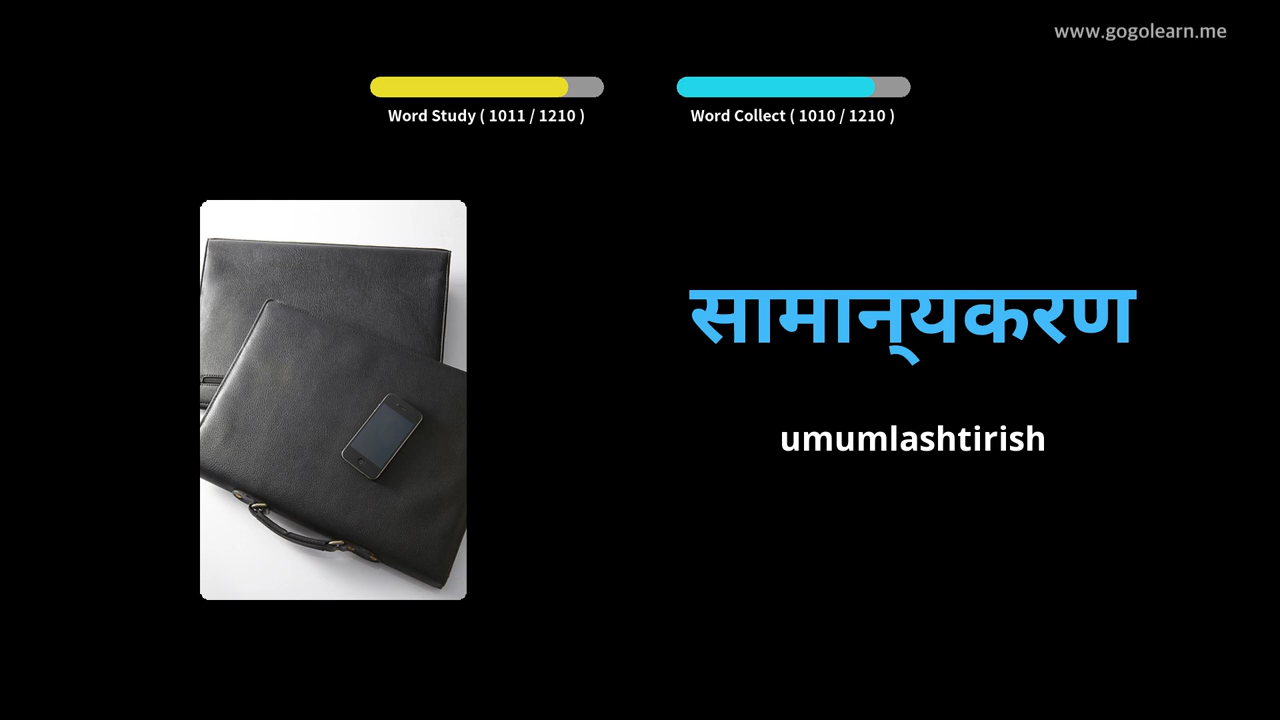 www.gogolearn.me
Word Study ( 1011 / 1210 )
Word Collect ( 1010 / 1210 )
सामान्यकरण
umumlashtirish